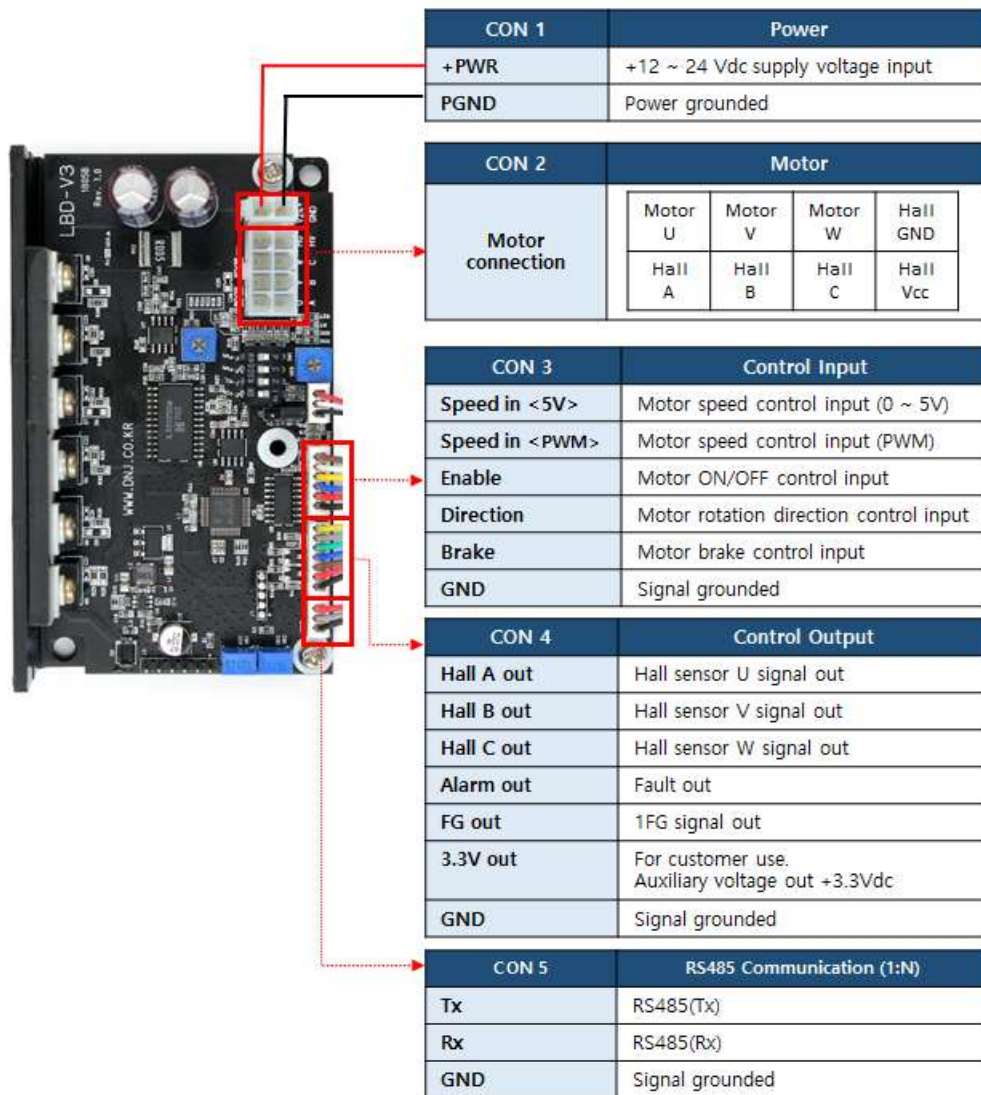 CON 1 Power
+PWR +12 ~ 24 Vdc supply voltage input
PGND Power grounded
CON 2 Motor
Motor connection
Motor U Motor V Motor W Hall GND
Hall A Hall B Hall C Hall Vcc
CON 3 Control Input
Speed in <5V> Motor speed control input (0 ~ 5V)
Speed in <PWM> Motor speed control input (PWM)
Enable Motor ON/OFF control input
Direction Motor rotation direction control input
Brake Motor brake control input
GND Signal grounded
CON 4 Control Output
Hall A out Hall sensor U signal out
Hall B out Hall sensor V signal out
Hall C out Hall sensor W signal out
Alarm out Fault out
FG out 1FG signal out
3.3V out For customer use.
Auxiliary voltage out +3.3Vdc
GND Signal grounded
CON 5 RS485 Communication (1:N)
Tx RS485(Tx)
Rx RS485(Rx)
GND Signal grounded
LBD-V3
Rev. 1.0
WWW.DNJ.CO.KR
GND